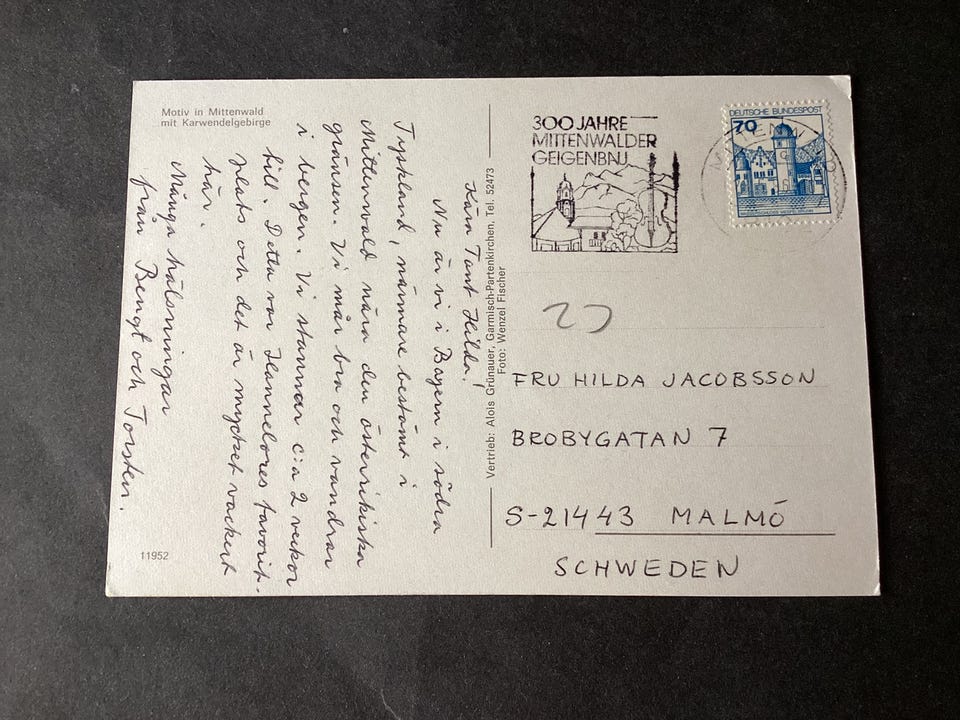 Motiv in Mittenwald
mit Karwendelgebirge
Kära Tant Hilda!
Nu är vi i Bayern i södra
Tyskland, närmare bestämt i
Mittenwald nära den österrikiska
gränsen. Vi mår bra och vandrar
i bergen. Vi stannar c:a 2 veckor
till. Detta var Hannelores favorit-
plats och det är mycket vackert
här.
Många hälsningar
från Bengt och Torsten.
11952
Vertrieb: Alois Grünauer, Garmisch-Partenkirchen, Tel. 52473
Foto: Wenzel Fischer
300 JAHRE
MITTENWALDER
GEIGENBAU
DEUTSCHE BUNDESPOST
70
FRU HILDA JACOBSSON
BROBYGATAN 7
S-21443 MALMÖ
SCHWEDEN